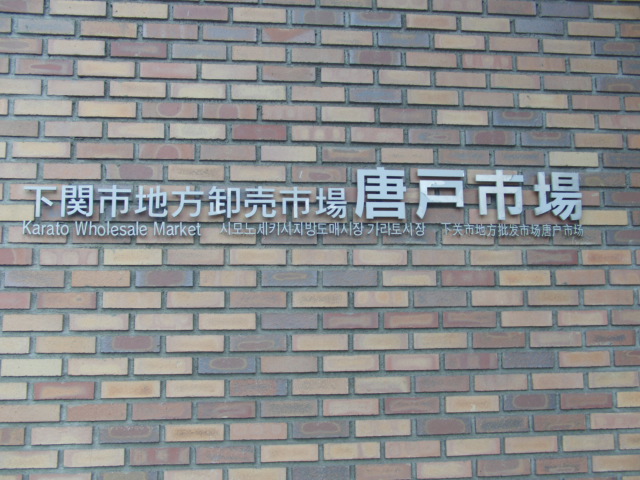 下関市地方卸売市場 唐戸市場
Karato Wholesale Market 시모노세키시지방도매시장 가라토시장 下关市地方批发市场唐户市场